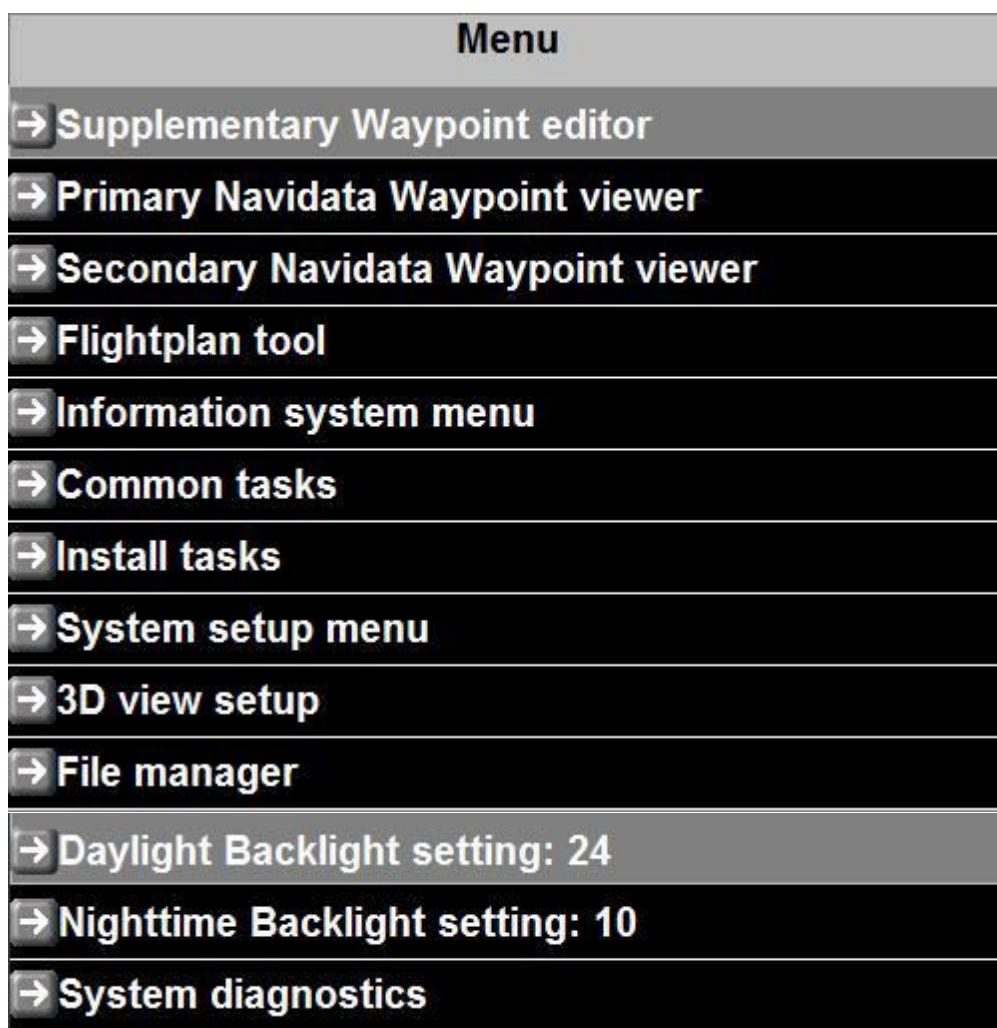 Menu
Supplementary Waypoint editor
Primary Navidata Waypoint viewer
Secondary Navidata Waypoint viewer
Flightplan tool
Information system menu
Common tasks
Install tasks
System setup menu
3D view setup
File manager
Daylight Backlight setting: 24
Nighttime Backlight setting: 10
System diagnostics